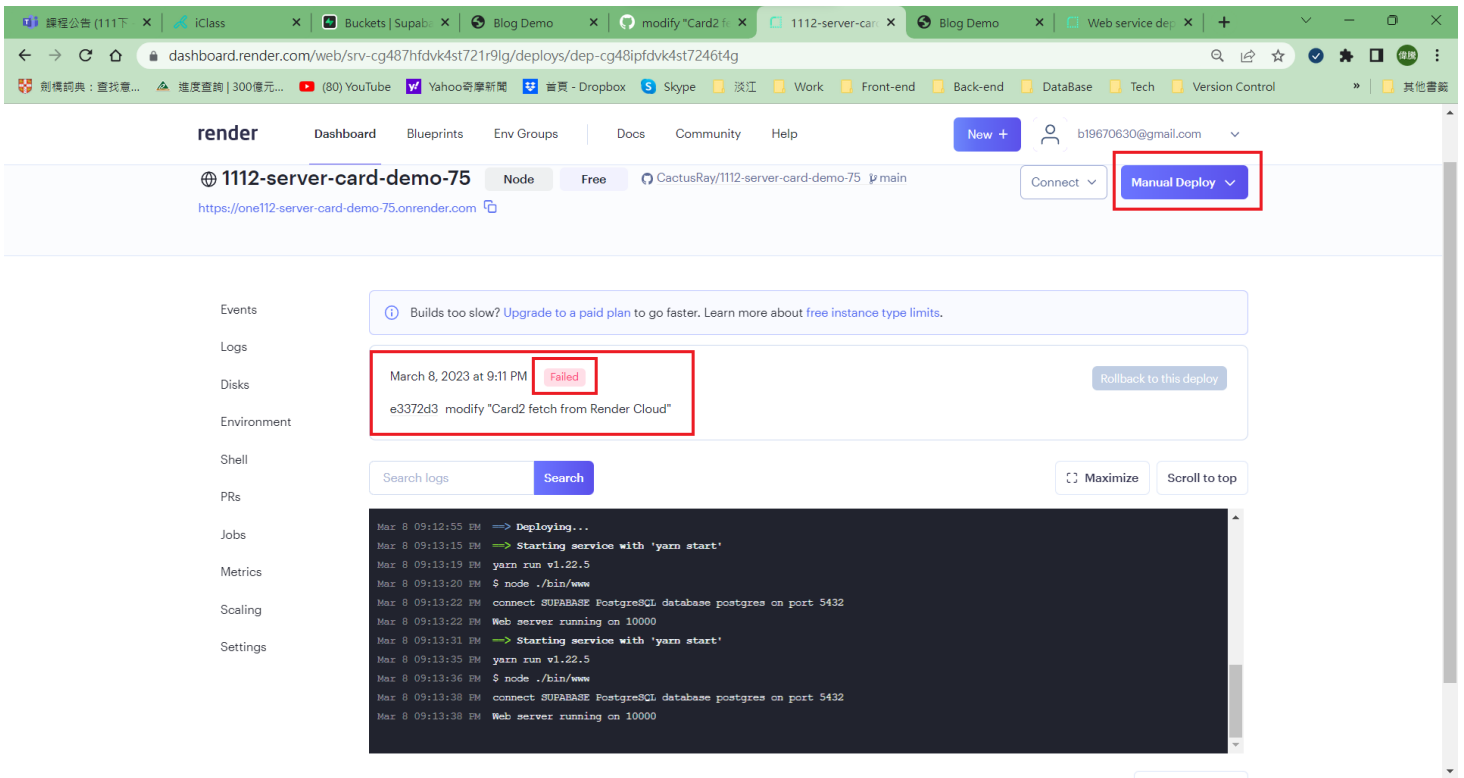 課程公告 (111下
iClass
Buckets | Supaba
Blog Demo
modify "Card2 fe
1112-server-car
Blog Demo
Web service dep
dashboard.render.com/web/srv-cg487hfdvk4st721r9lg/deploys/dep-cg48ipfdvk4st7246t4g
劍橋詞典：查找意...
進度查詢 | 300億元...
(80) YouTube
Yahoo奇摩新聞
首頁 - Dropbox
Skype
淡江
Work
Front-end
Back-end
DataBase
Tech
Version Control
»
其他書籤
render
Dashboard
Blueprints
Env Groups
Docs
Community
Help
New +
b19670630@gmail.com
1112-server-card-demo-75
Node
Free
CactusRay/1112-server-card-demo-75
main
Connect
Manual Deploy
https://one112-server-card-demo-75.onrender.com
Events
Logs
Disks
Environment
Shell
PRs
Jobs
Metrics
Scaling
Settings
Builds too slow? Upgrade to a paid plan to go faster. Learn more about free instance type limits.
March 8, 2023 at 9:11 PM Failed
Rollback to this deploy
e3372d3 modify "Card2 fetch from Render Cloud"
Search logs
Search
Maximize
Scroll to top
Mar 8 09:12:55 PM ==> Deploying...
Mar 8 09:13:15 PM ==> Starting service with 'yarn start'
Mar 8 09:13:19 PM yarn run v1.22.5
Mar 8 09:13:20 PM $ node ./bin/www
Mar 8 09:13:22 PM connect SUPABASE PostgreSQL database postgres on port 5432
Mar 8 09:13:22 PM Web server running on 10000
Mar 8 09:13:31 PM ==> Starting service with 'yarn start'
Mar 8 09:13:35 PM yarn run v1.22.5
Mar 8 09:13:36 PM $ node ./bin/www
Mar 8 09:13:38 PM connect SUPABASE PostgreSQL database postgres on port 5432
Mar 8 09:13:38 PM Web server running on 10000